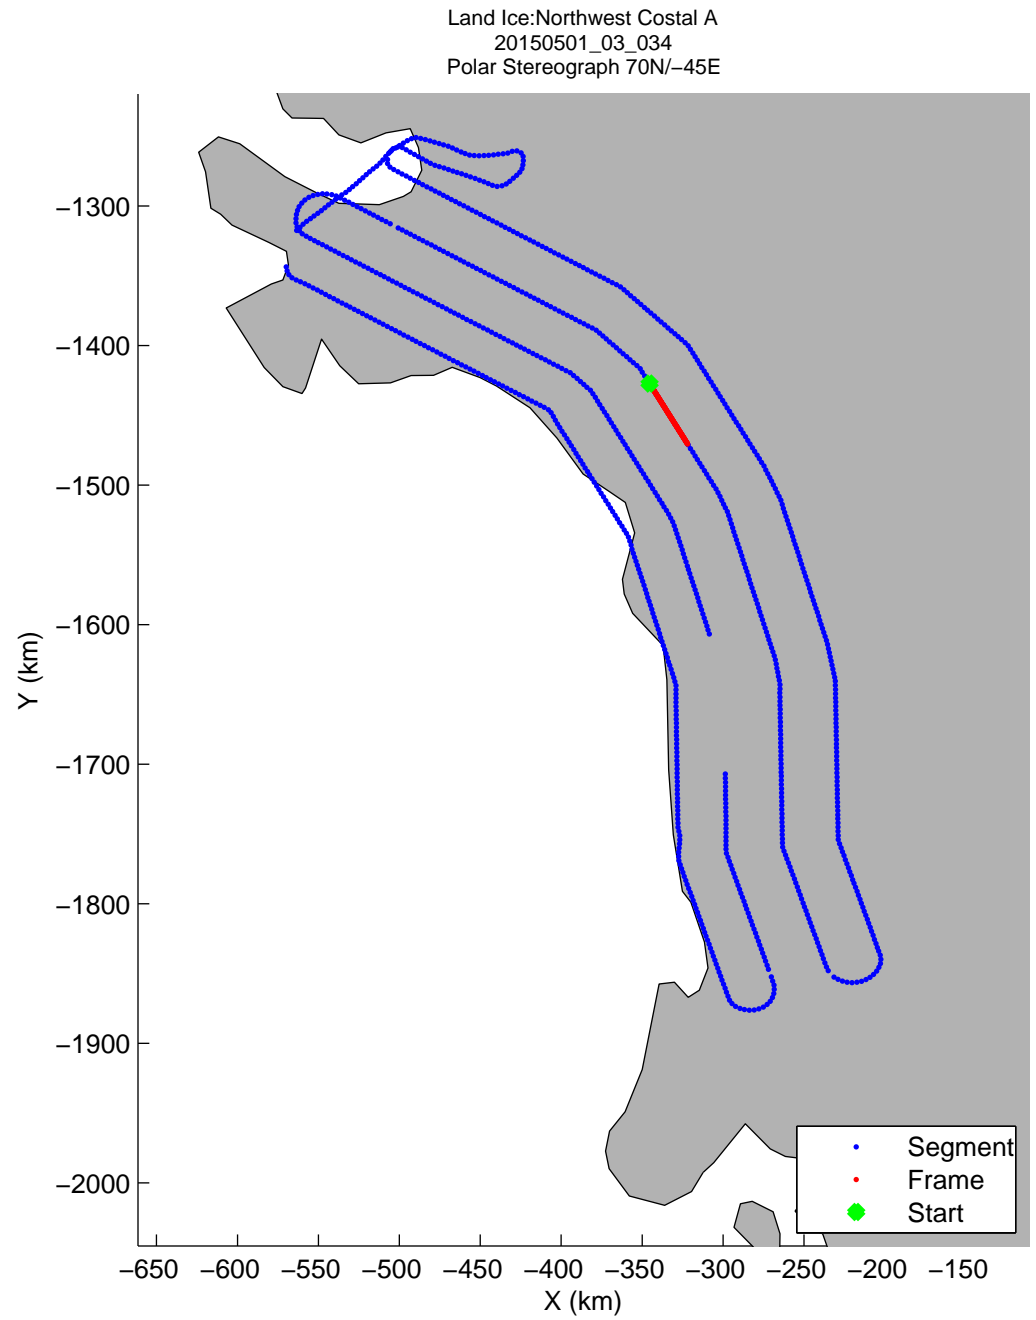 Land Ice:Northwest Costal A
20150501_03_034
Polar Stereograph 70N/−45E
−1300
−1400
−1500
−1600
−1700
−1800
−1900
−2000
Y (km)
Segment
Frame
Start
−650 −600 −550 −500 −450 −400 −350 −300 −250 −200 −150
X (km)